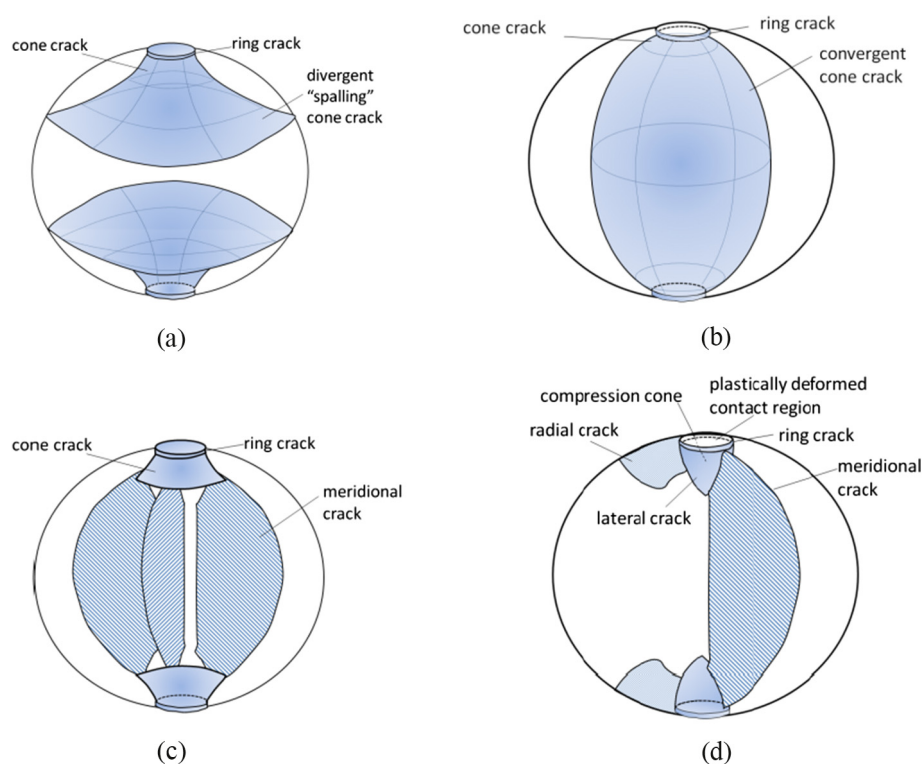 cone crack
ring crack
divergent
“spalling”
cone crack
(a)
cone crack
ring crack
convergent
cone crack
(b)
cone crack
ring crack
meridional
crack
(c)
compression cone
plastically deformed
contact region
radial crack
ring crack
meridional
crack
lateral crack
(d)